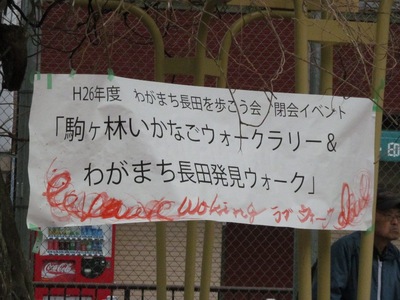 H26年度 わがまち長田を歩こう会 閉会イベント
「駒ヶ林いかなごウォークラリー&
わがまち長田発見ウォーク」
Coca-Cola